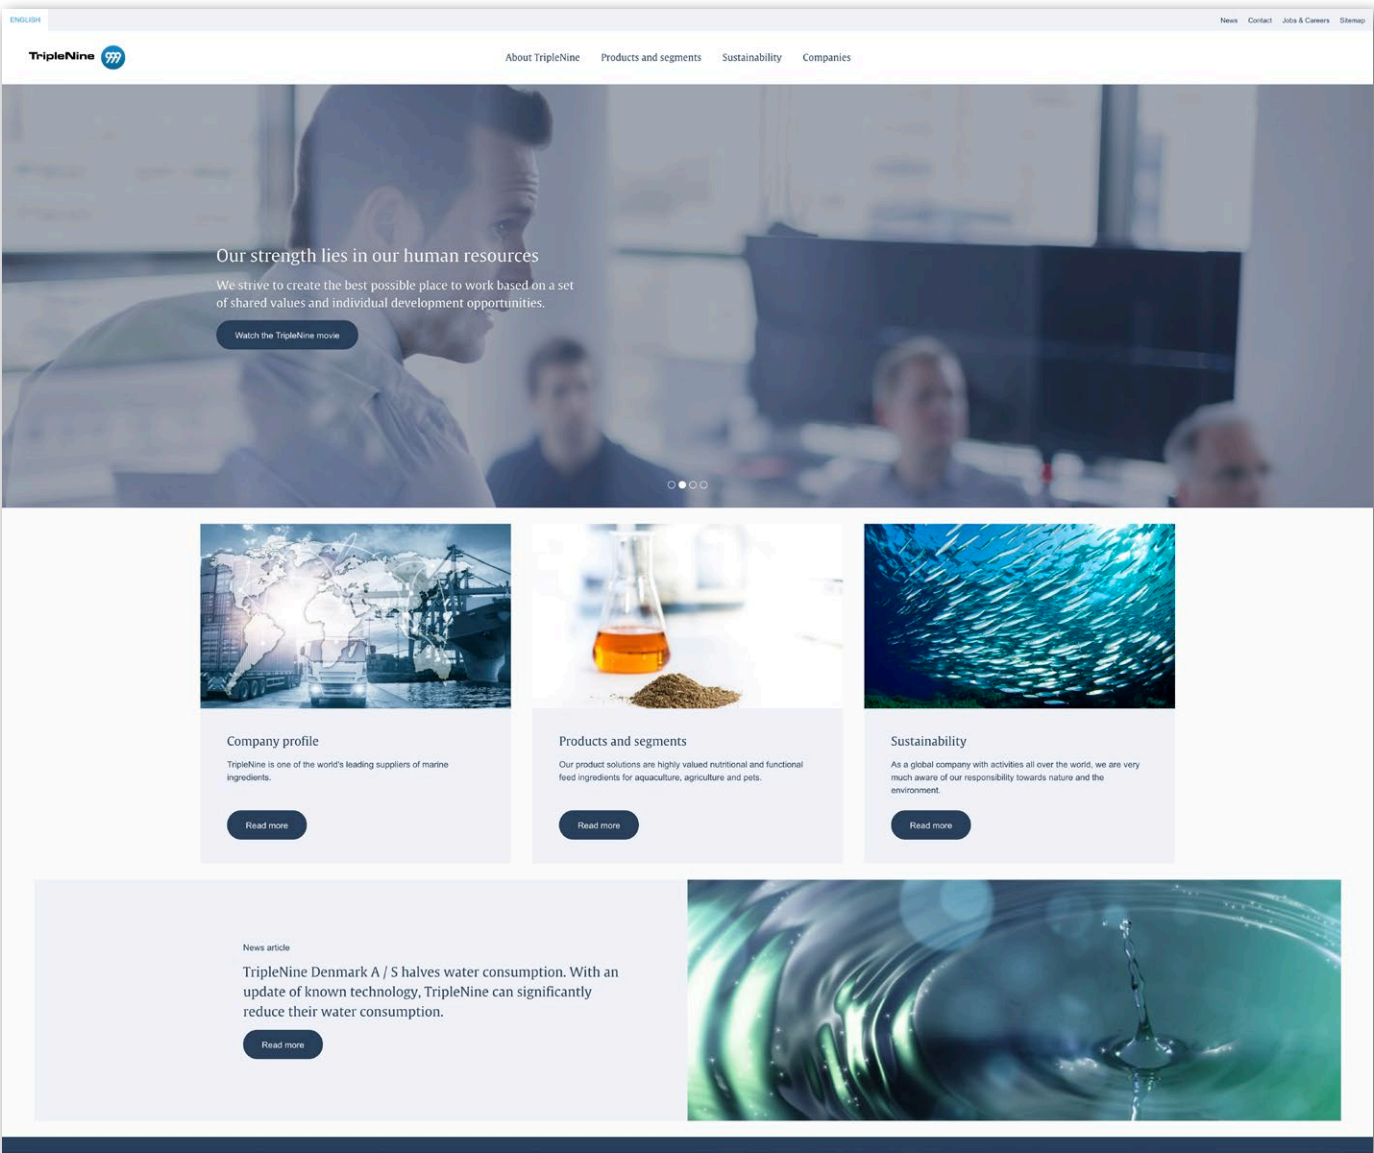 ENGLISH
News Contact Jobs & Careers Sitemap
TripleNine 999
About TripleNine Products and segments Sustainability Companies
Our strength lies in our human resources
We strive to create the best possible place to work based on a set
of shared values and individual development opportunities.
Watch the TripleNine movie
Company profile
TripleNine is one of the world's leading suppliers of marine
ingredients.
Read more
Products and segments
Our product solutions are highly valued nutritional and functional
feed ingredients for aquaculture, agriculture and pets.
Read more
Sustainability
As a global company with activities all over the world, we are very
much aware of our responsibility towards nature and the
environment.
Read more
News article
TripleNine Denmark A / S halves water consumption. With an
update of known technology, TripleNine can significantly
reduce their water consumption.
Read more